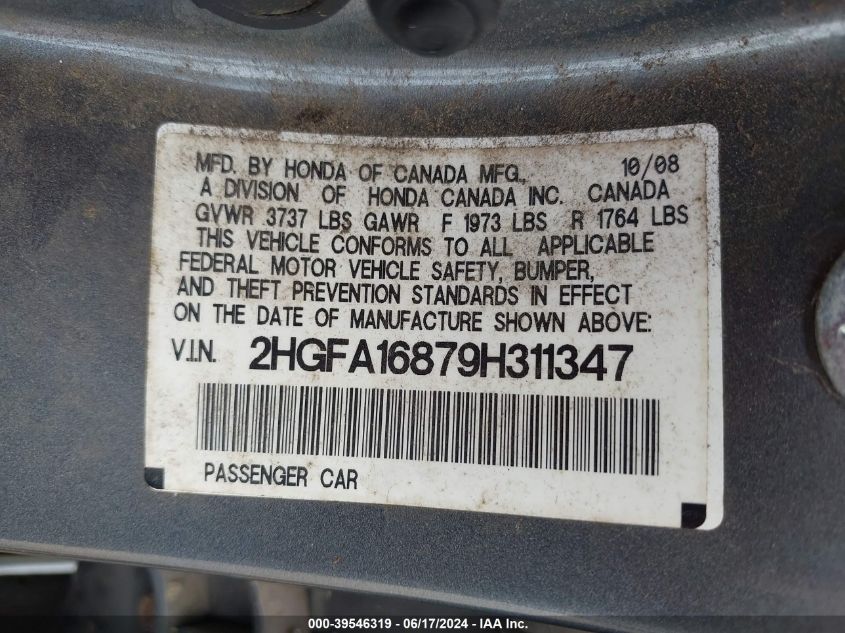 MFD. BY HONDA OF CANADA MFG., 10/08
A DIVISION OF HONDA CANADA INC. CANADA
GVWR 3737 LBS GAWR F 1973 LBS R 1764 LBS
THIS VEHICLE CONFORMS TO ALL APPLICABLE
FEDERAL MOTOR VEHICLE SAFETY, BUMPER,
AND THEFT PREVENTION STANDARDS IN EFFECT
ON THE DATE OF MANUFACTURE SHOWN ABOVE:
V.I.N. 2HGFA16879H311347
PASSENGER CAR
000-39546319 - 06/17/2024 - IAA Inc.